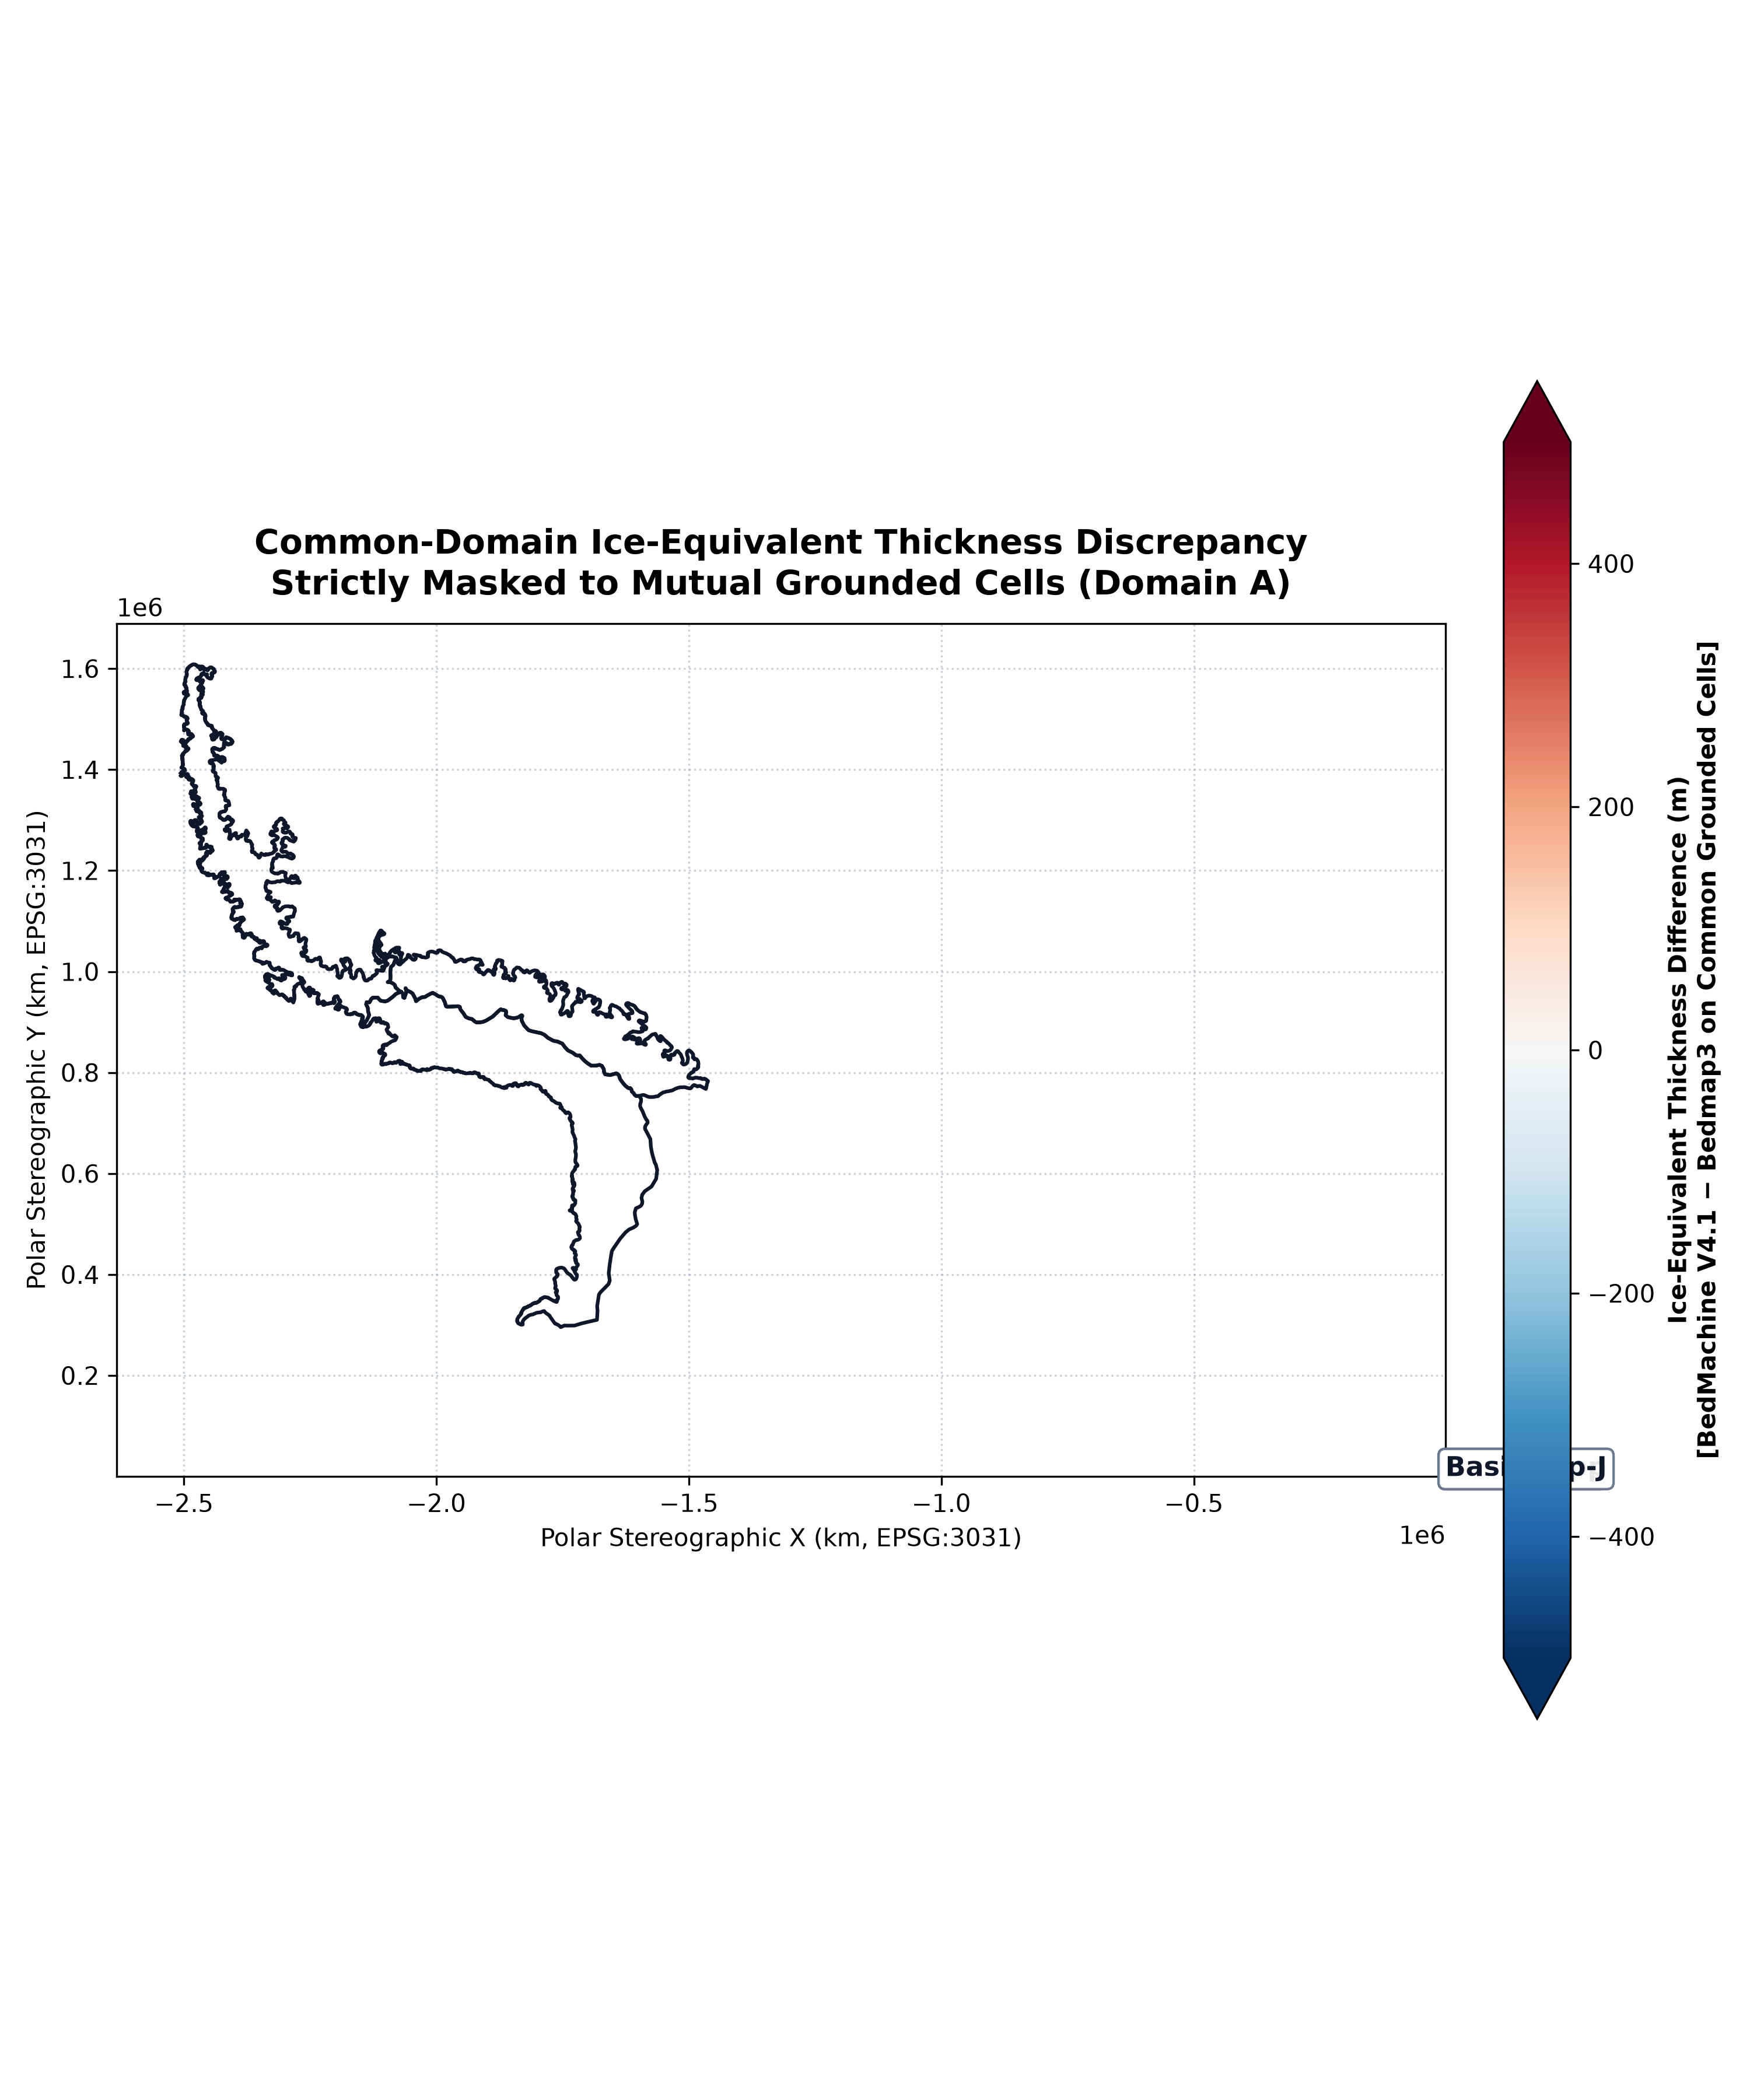 Common-Domain Ice-Equivalent Thickness Discrepancy
Strictly Masked to Mutual Grounded Cells (Domain A)
1e6
1.6
1.4
1.2
1.0
0.8
0.6
0.4
0.2
Polar Stereographic Y (km, EPSG:3031)
−2.5
−2.0
−1.5
−1.0
−0.5
1e6
Polar Stereographic X (km, EPSG:3031)
p-J
400
200
0
−200
−400
Ice-Equivalent Thickness Difference (m)
[BedMachine V4.1 − Bedmap3 on Common Grounded Cells]